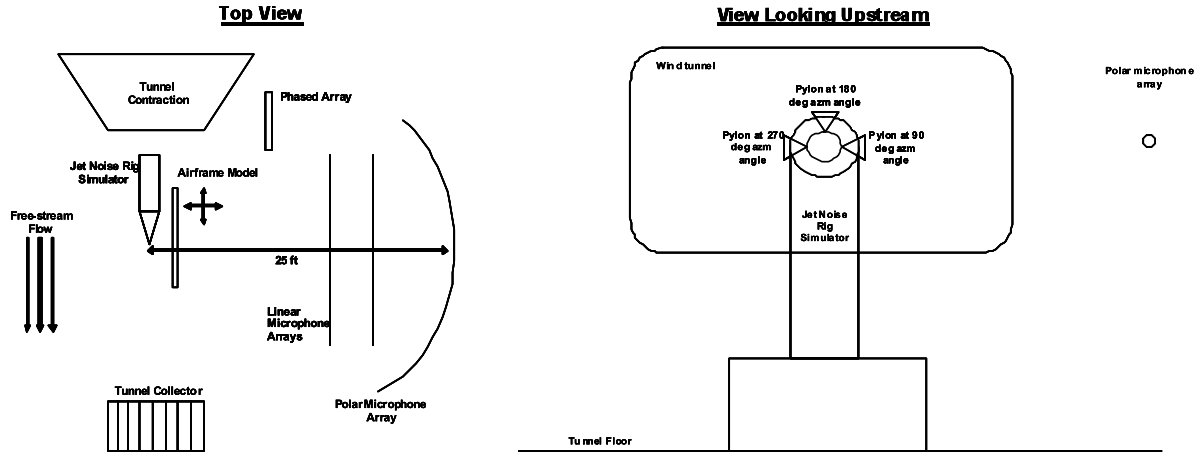 Top View
Tunnel
Contraction
Phased Array
Jet Noise Rig
Simulator
Airframe Model
Free-stream
Flow
25 ft
Linear
Microphone
Arrays
Tunnel Collector
Polar Microphone
Array
View Looking Upstream
Wind tunnel
Polar microphone
array
Pylon at 180
deg azm angle
Pylon at 270
deg azm
angle
Pylon at 90
deg azm
angle
Jet Noise
Rig
Simulator
Tunnel Floor